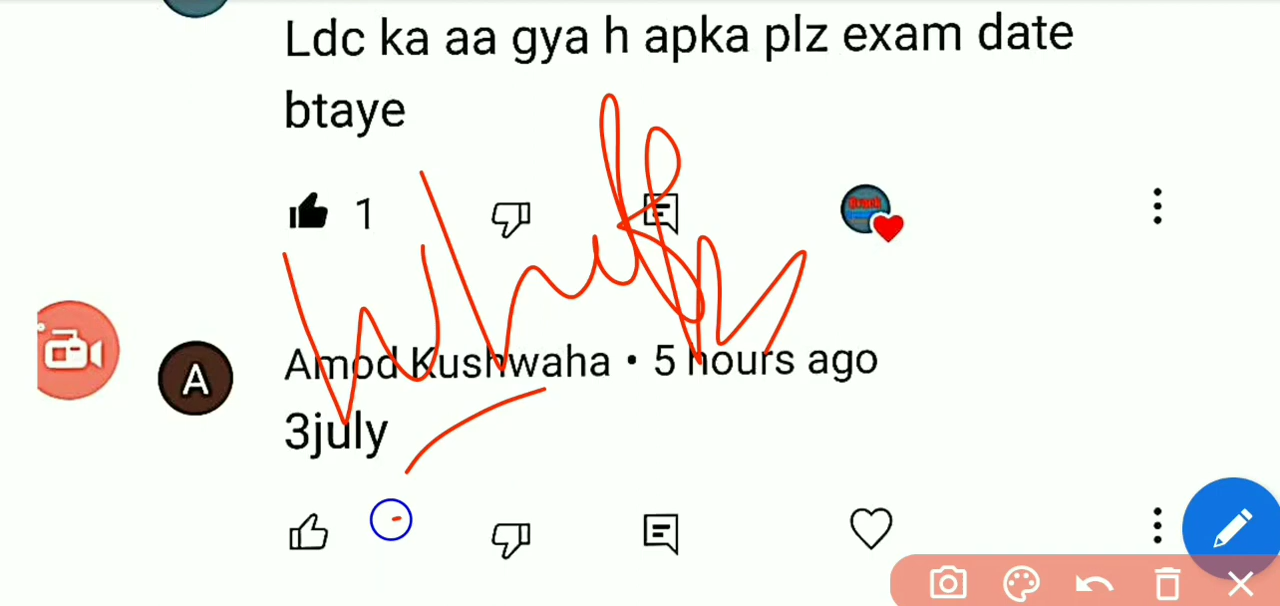 Ldc ka aa gya h apka plz exam date
btaye
1
A
Amod Kushwaha • 5 hours ago
3july